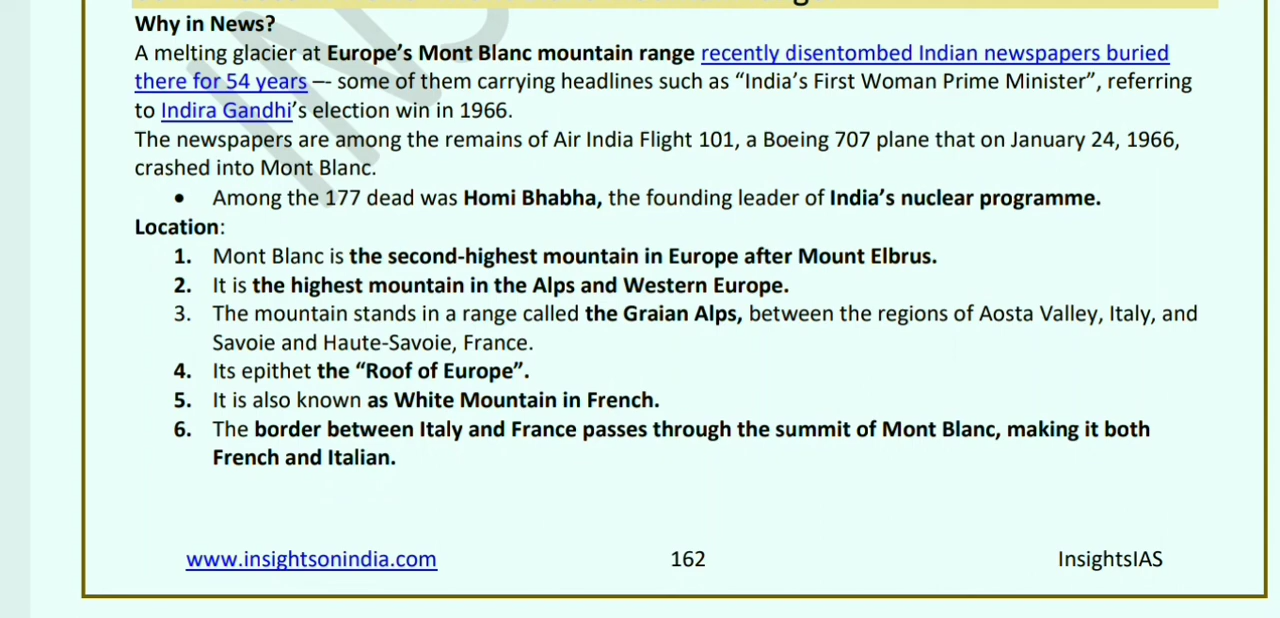 Why in News?
A melting glacier at Europe's Mont Blanc mountain range recently disentombed Indian newspapers buried
there for 54 years –- some of them carrying headlines such as “India's First Woman Prime Minister”, referring
to Indira Gandhi's election win in 1966.
The newspapers are among the remains of Air India Flight 101, a Boeing 707 plane that on January 24, 1966,
crashed into Mont Blanc.
• Among the 177 dead was Homi Bhabha, the founding leader of India's nuclear programme.
Location:
1. Mont Blanc is the second-highest mountain in Europe after Mount Elbrus.
2. It is the highest mountain in the Alps and Western Europe.
3. The mountain stands in a range called the Graian Alps, between the regions of Aosta Valley, Italy, and
Savoie and Haute-Savoie, France.
4. Its epithet the “Roof of Europe”.
5. It is also known as White Mountain in French.
6. The border between Italy and France passes through the summit of Mont Blanc, making it both
French and Italian.
www.insightsonindia.com 162 InsightsIAS